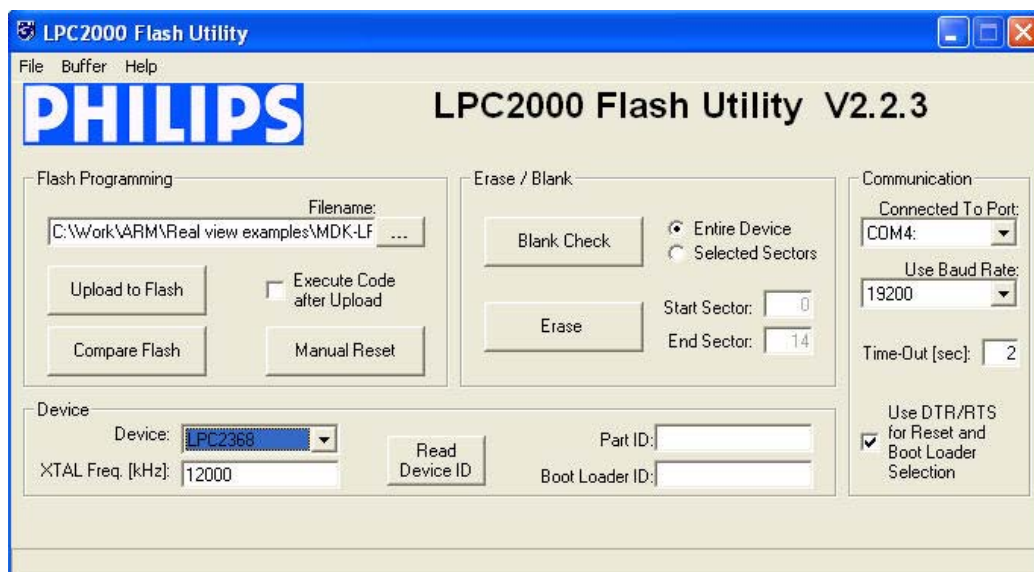 LPC2000 Flash Utility
File Buffer Help
PHILIPS
LPC2000 Flash Utility V2.2.3
Flash Programming
Filename:
C:\Work\ARM\Real view examples\MDK-LF
...
Upload to Flash
Execute Code
after Upload
Compare Flash
Manual Reset
Erase / Blank
Blank Check
Entire Device
Selected Sectors
Erase
Start Sector: 0
End Sector: 14
Communication
Connected To Port:
COM4:
Use Baud Rate:
19200
Time-Out [sec]: 2
Use DTR/RTS
for Reset and
Boot Loader
Selection
Device
Device: LPC2368
XTAL Freq. [kHz]: 12000
Read
Device ID
Part ID:
Boot Loader ID: